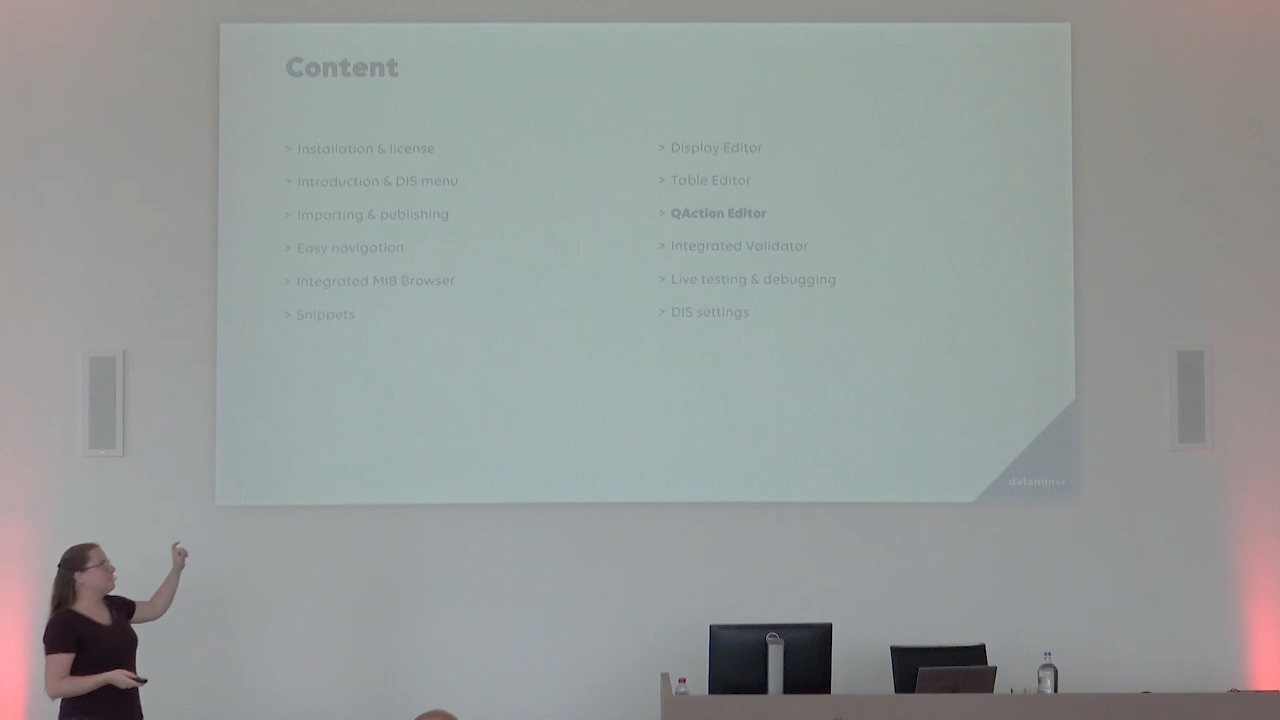 Content
> Installation & license
> Introduction & DIS menu
> Importing & publishing
> Easy navigation
> Integrated MIB Browser
> Snippets
> Display Editor
> Table Editor
> QAction Editor
> Integrated Validator
> Live testing & debugging
> DIS settings
dataminer